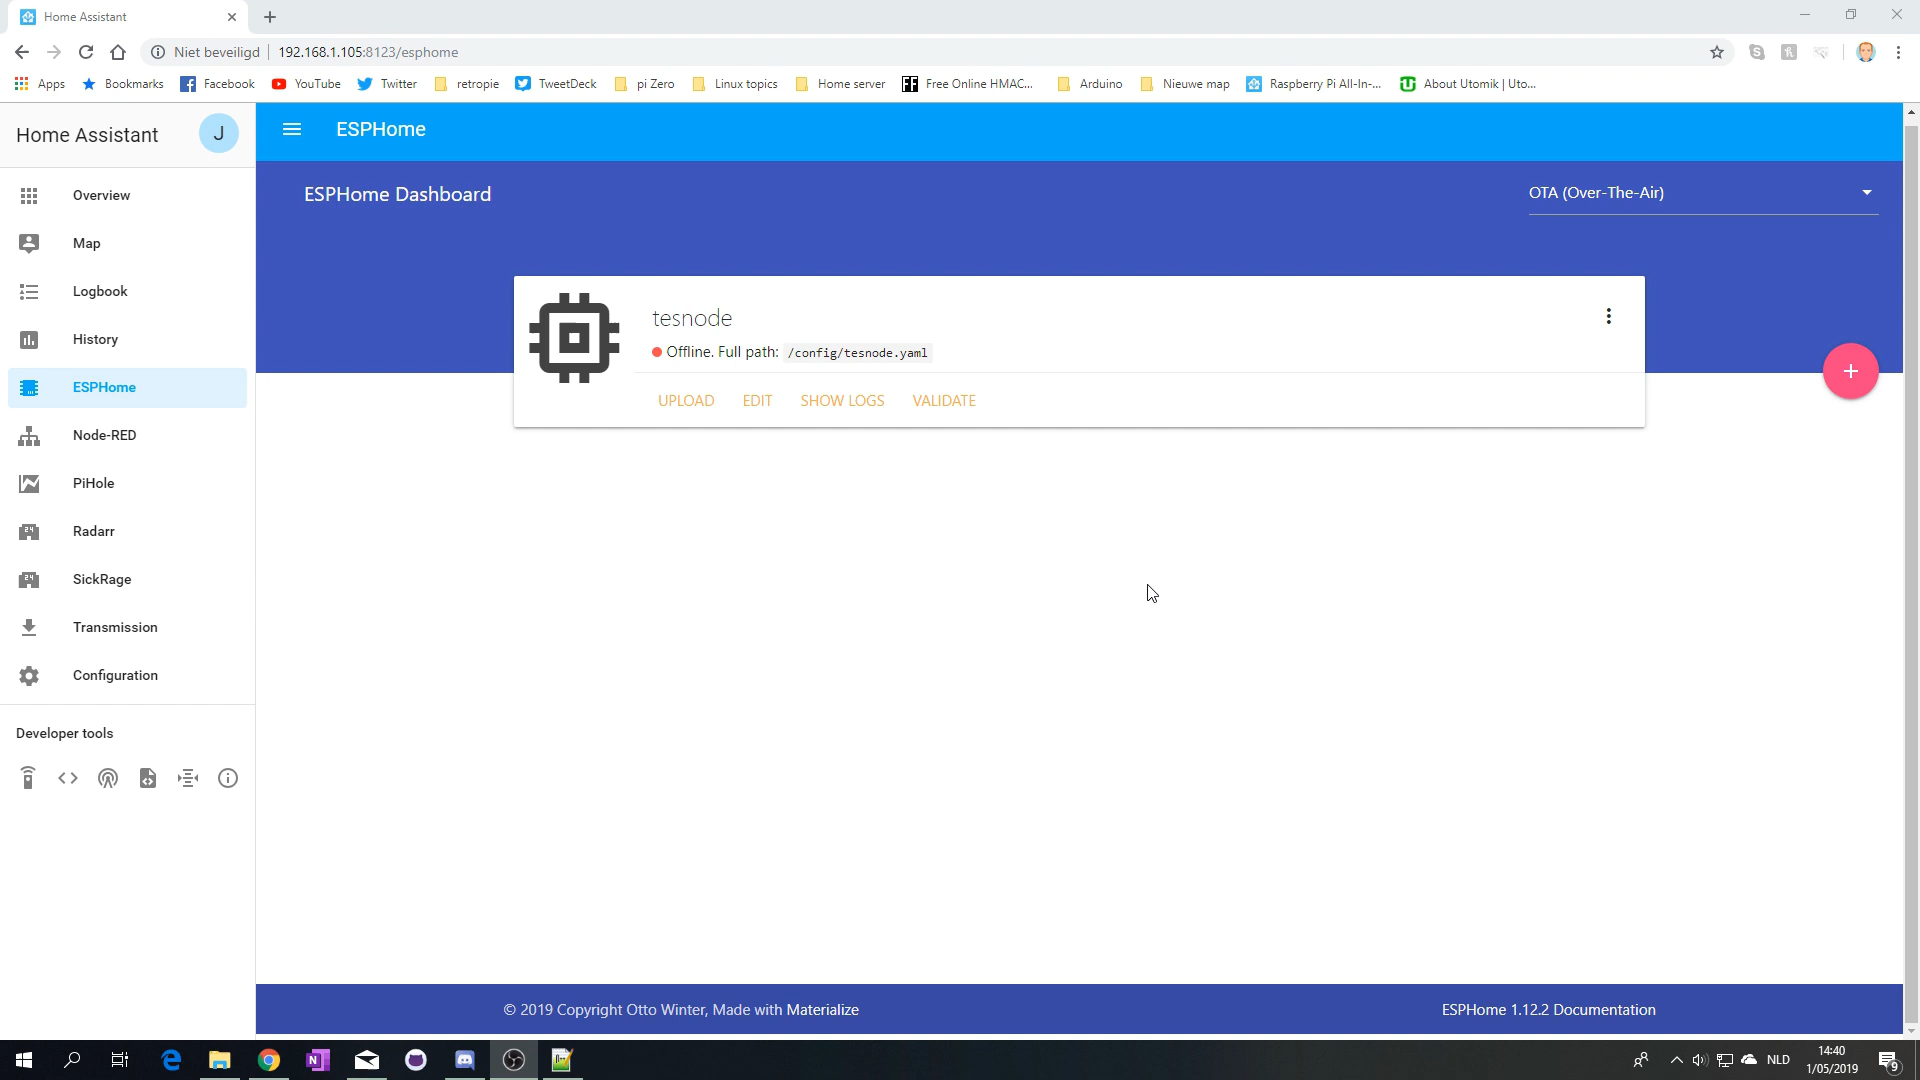 Home Assistant
Niet beveiligd 192.168.1.105:8123/esphome
Apps Bookmarks Facebook YouTube Twitter retropie TweetDeck pi Zero Linux topics Home server Free Online HMAC... Arduino Nieuwe map Raspberry Pi All-In-... About Utomik | Uto...
Home Assistant J
ESPHome
Overview
Map
Logbook
History
ESPHome
Node-RED
PiHole
Radarr
SickRage
Transmission
Configuration
Developer tools
ESPHome Dashboard
OTA (Over-The-Air)
tesnode
Offline. Full path: /config/tesnode.yaml
UPLOAD EDIT SHOW LOGS VALIDATE
© 2019 Copyright Otto Winter, Made with Materialize
ESPHome 1.12.2 Documentation
NLD
14:40
1/05/2019
9